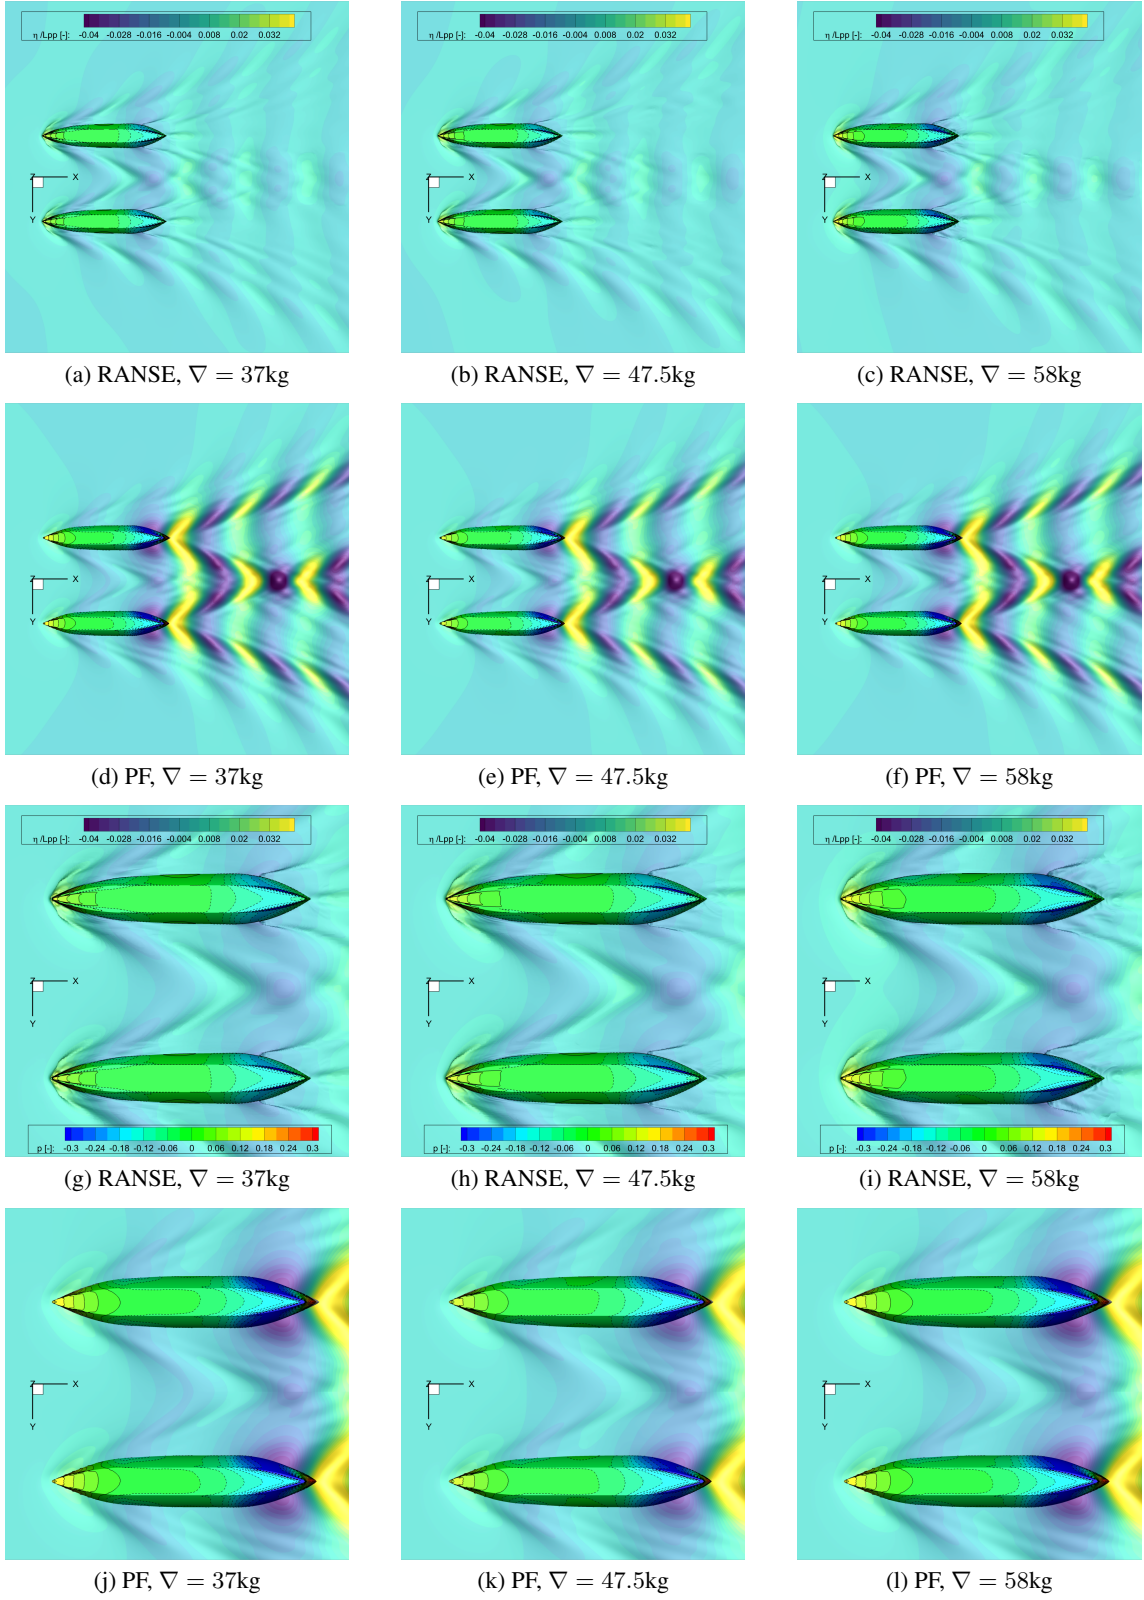 η /Lpp [-]: -0.04 -0.028 -0.016 -0.004 0.008 0.02 0.032
Z X
Y
η /Lpp [-]: -0.04 -0.028 -0.016 -0.004 0.008 0.02 0.032
Z X
Y
η /Lpp [-]: -0.04 -0.028 -0.016 -0.004 0.008 0.02 0.032
Z X
Y
(a) RANSE, ∇ = 37kg
(b) RANSE, ∇ = 47.5kg
(c) RANSE, ∇ = 58kg
Z X
Y
Z X
Y
Z X
Y
(d) PF, ∇ = 37kg
(e) PF, ∇ = 47.5kg
(f) PF, ∇ = 58kg
η /Lpp [-]: -0.04 -0.028 -0.016 -0.004 0.008 0.02 0.032
Z X
Y
p [-]: -0.3 -0.24 -0.18 -0.12 -0.06 0 0.06 0.12 0.18 0.24 0.3
η /Lpp [-]: -0.04 -0.028 -0.016 -0.004 0.008 0.02 0.032
Z X
Y
p [-]: -0.3 -0.24 -0.18 -0.12 -0.06 0 0.06 0.12 0.18 0.24 0.3
η /Lpp [-]: -0.04 -0.028 -0.016 -0.004 0.008 0.02 0.032
Z X
Y
p [-]: -0.3 -0.24 -0.18 -0.12 -0.06 0 0.06 0.12 0.18 0.24 0.3
(g) RANSE, ∇ = 37kg
(h) RANSE, ∇ = 47.5kg
(i) RANSE, ∇ = 58kg
Z X
Y
Z X
Y
Z X
Y
(j) PF, ∇ = 37kg
(k) PF, ∇ = 47.5kg
(l) PF, ∇ = 58kg